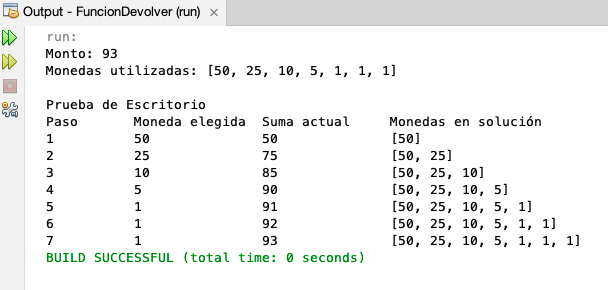 Output - FuncionDevolver (run) ×
run:
Monto: 93
Monedas utilizadas: [50, 25, 10, 5, 1, 1, 1]
Prueba de Escritorio
Paso Moneda elegida Suma actual Monedas en solución
1 50 50 [50]
2 25 75 [50, 25]
3 10 85 [50, 25, 10]
4 5 90 [50, 25, 10, 5]
5 1 91 [50, 25, 10, 5, 1]
6 1 92 [50, 25, 10, 5, 1, 1]
7 1 93 [50, 25, 10, 5, 1, 1, 1]
BUILD SUCCESSFUL (total time: 0 seconds)